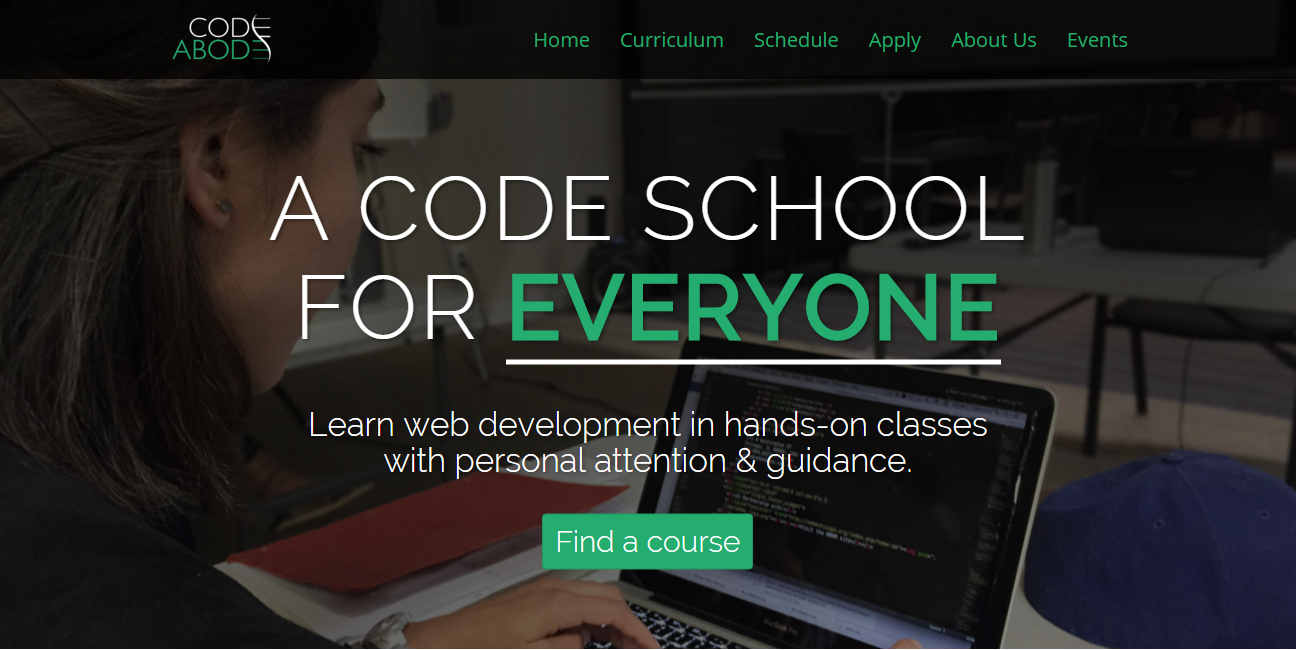 CODE
ABODE
Home
Curriculum
Schedule
Apply
About Us
Events
A CODE SCHOOL
FOR EVERYONE
Learn web development in hands-on classes
with personal attention & guidance.
Find a course